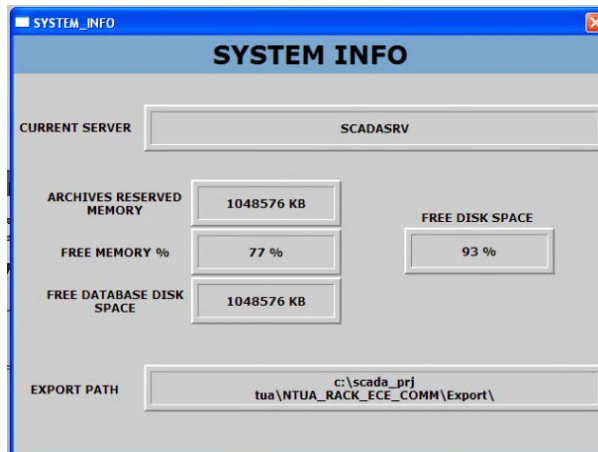 SYSTEM_INFO
SYSTEM INFO
CURRENT SERVER
SCADASRV
ARCHIVES RESERVED
MEMORY
1048576 KB
FREE DISK SPACE
FREE MEMORY %
77 %
93 %
FREE DATABASE DISK
SPACE
1048576 KB
EXPORT PATH
c:\scada_prj
tua\NTUA_RACK_ECE_COMM\Export\